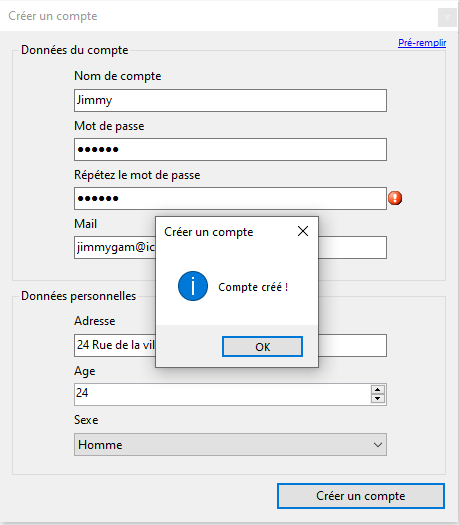 Créer un compte
Pré-remplir
Données du compte
Nom de compte
Jimmy
Mot de passe
●●●●●●
Répétez le mot de passe
●●●●●●
Mail
jimmygam@ic
Créer un compte
Compte créé !
OK
Données personnelles
Adresse
24 Rue de la vil
Age
24
Sexe
Homme
Créer un compte